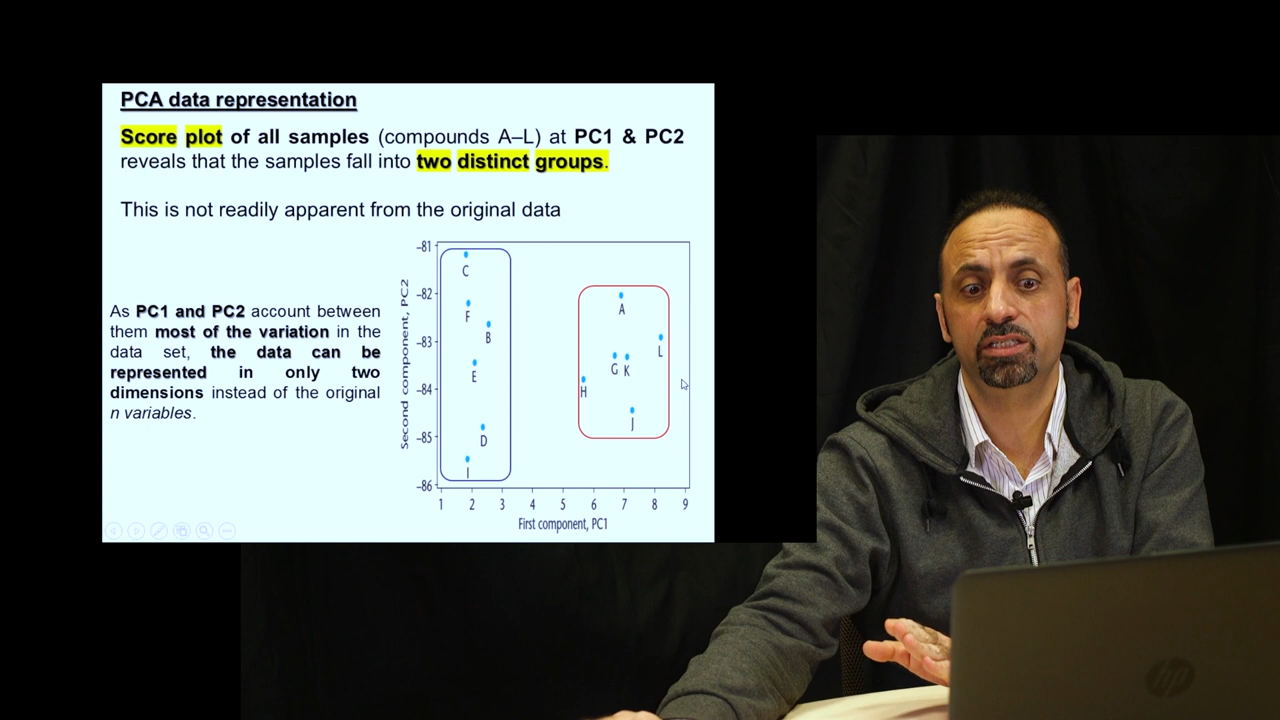 PCA data representation
Score plot of all samples (compounds A–L) at PC1 & PC2
reveals that the samples fall into two distinct groups.
This is not readily apparent from the original data
As PC1 and PC2 account between
them most of the variation in the
data set, the data can be
represented in only two
dimensions instead of the original
n variables.
Second component, PC2
–81
–82
–83
–84
–85
–86
C
F
B
E
D
I
A
L
G K
H
J
1 2 3 4 5 6 7 8 9
First component, PC1
hp